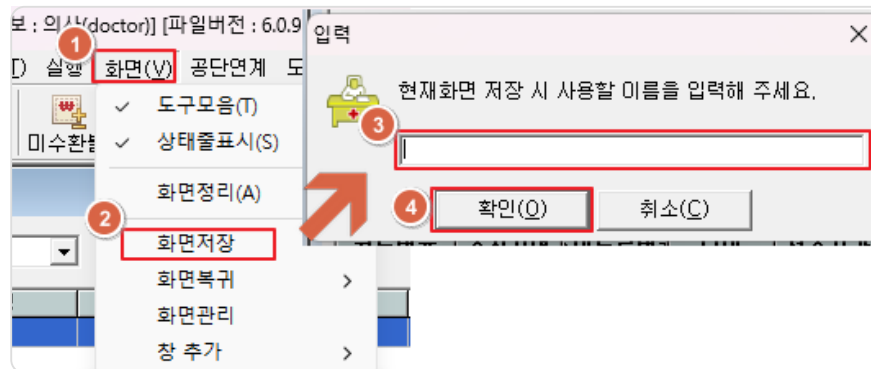 보 : 의사(doctor)] [파일버전 : 6.0.9
1
실행 화면(V) 공단연계 도
미수환불
도구모음(T)
상태줄표시(S)
화면정리(A)
2
화면저장
화면복귀
화면관리
창 추가
입력
현재화면 저장 시 사용할 이름을 입력해 주세요.
3
4
확인(O) 취소(C)